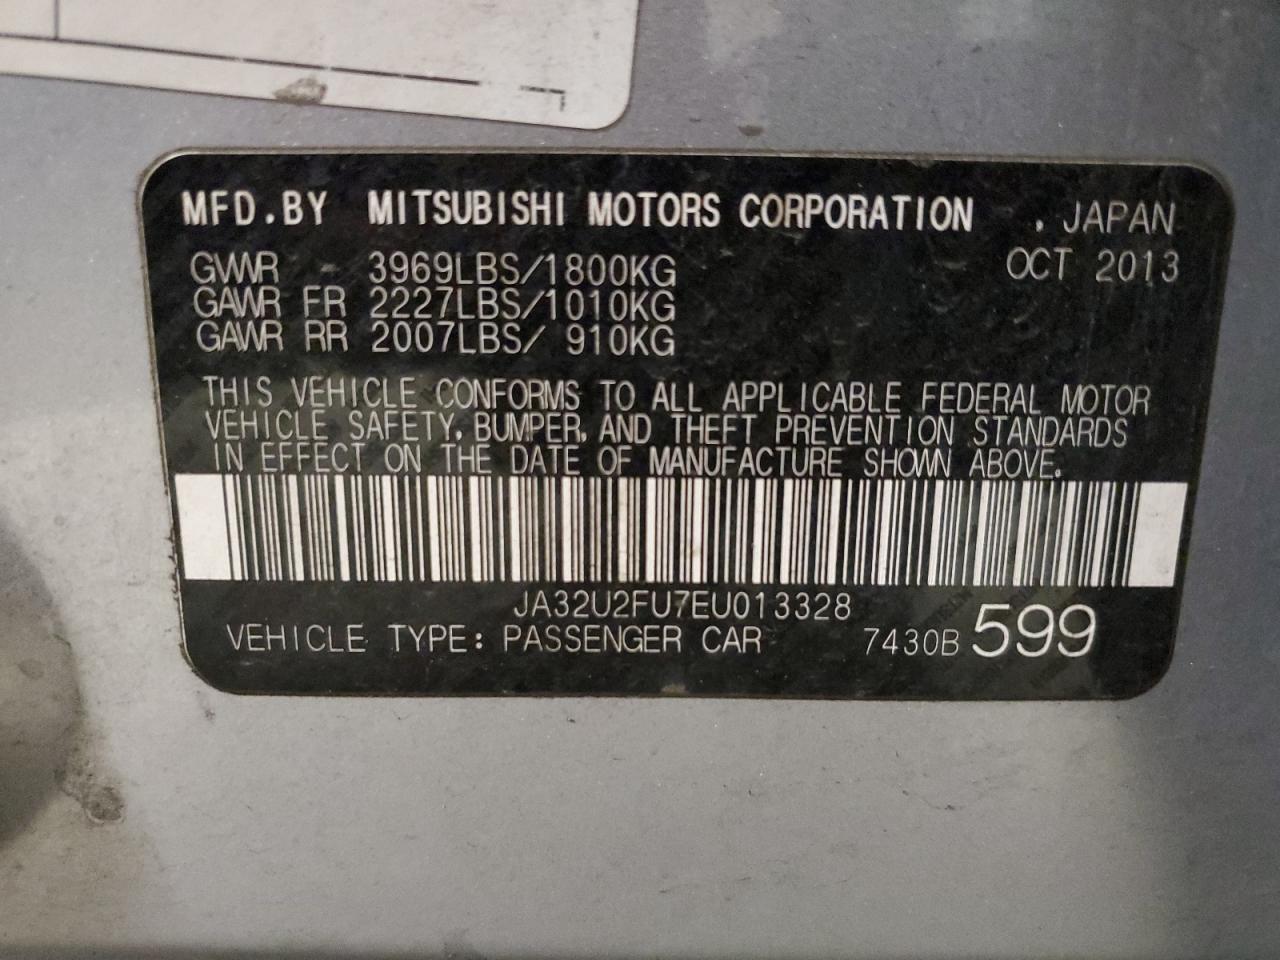 MFD.BY MITSUBISHI MOTORS CORPORATION . JAPAN
GVWR - 3969LBS/1800KG OCT 2013
GAWR FR 2227LBS/1010KG
GAWR RR 2007LBS/ 910KG
THIS VEHICLE CONFORMS TO ALL APPLICABLE FEDERAL MOTOR
VEHICLE SAFETY, BUMPER, AND THEFT PREVENTION STANDARDS
IN EFFECT ON THE DATE OF MANUFACTURE SHOWN ABOVE.
JA32U2FU7EU013328
VEHICLE TYPE: PASSENGER CAR 7430B 599